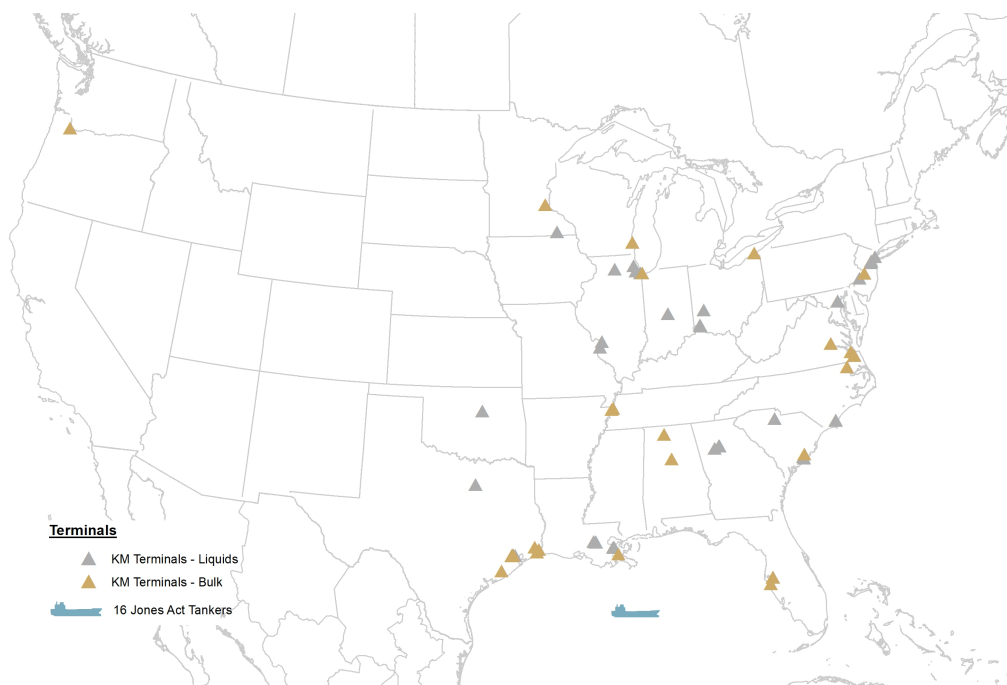 Terminals
KM Terminals - Liquids
KM Terminals - Bulk
16 Jones Act Tankers